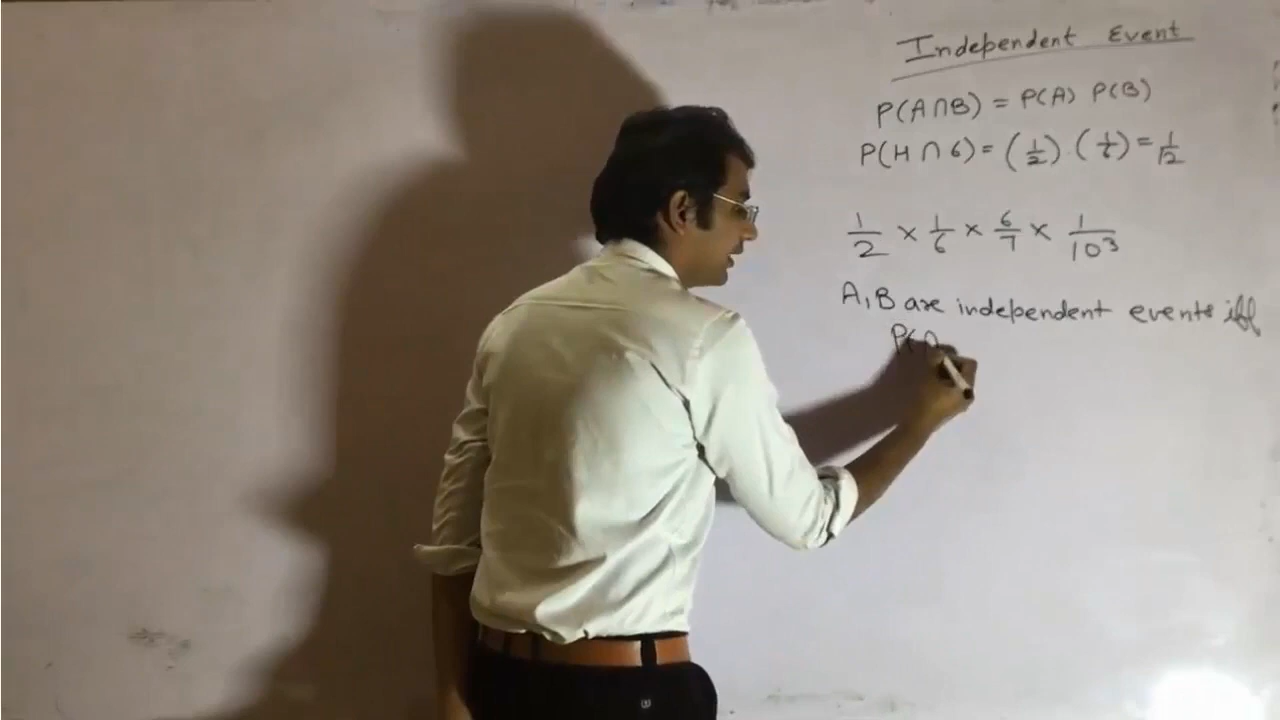 Independent Event
P(A∩B) = P(A) P(B)
P(H∩6) = (1/2) · (1/6) = 1/12
1/2 × 1/6 × 6/7 × 1/10³
A, B are independent events iff
P(A